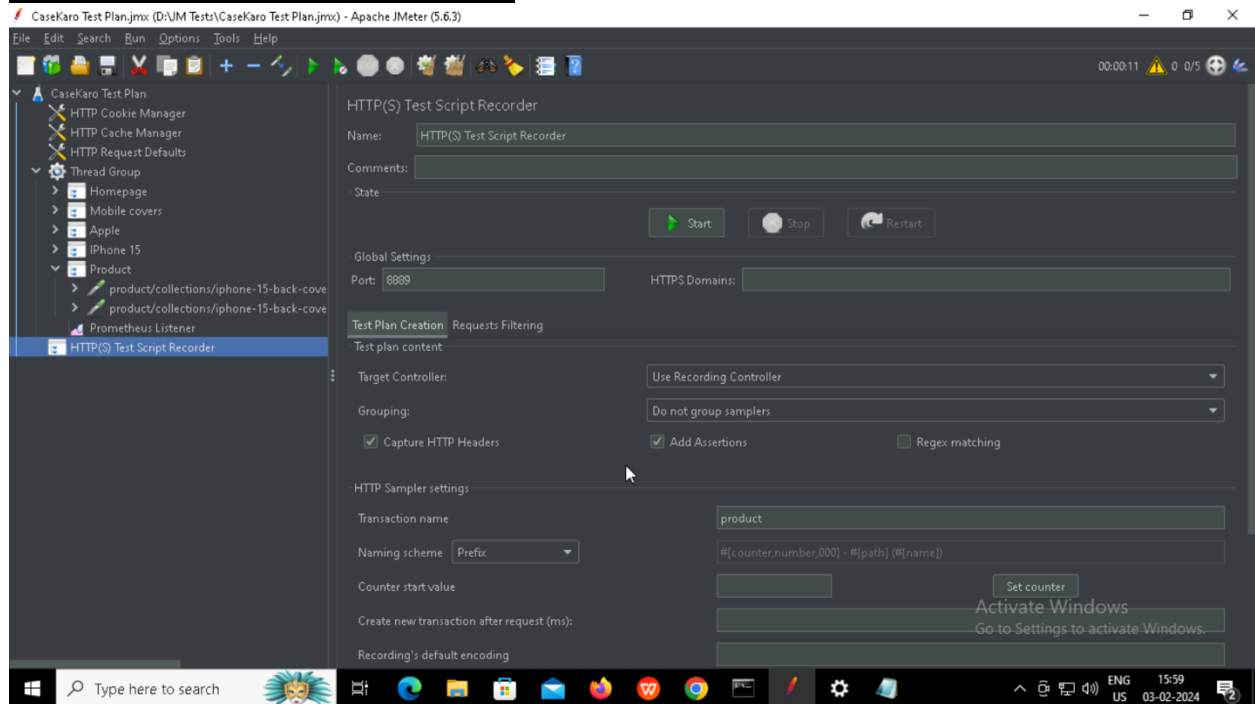 CaseKaro Test Plan.jmx (D:\JM Tests\CaseKaro Test Plan.jmx) - Apache JMeter (5.6.3)
File Edit Search Run Options Tools Help
00:00:11 0 0/5
CaseKaro Test Plan
HTTP Cookie Manager
HTTP Cache Manager
HTTP Request Defaults
Thread Group
Homepage
Mobile covers
Apple
IPhone 15
Product
product/collections/iphone-15-back-cove
product/collections/iphone-15-back-cove
Prometheus Listener
HTTP(S) Test Script Recorder
HTTP(S) Test Script Recorder
Name: HTTP(S) Test Script Recorder
Comments:
State
Start Stop Restart
Global Settings
Port: 8889 HTTPS Domains:
Test Plan Creation Requests Filtering
Test plan content
Target Controller: Use Recording Controller
Grouping: Do not group samplers
Capture HTTP Headers Add Assertions Regex matching
HTTP Sampler settings
Transaction name product
Naming scheme Prefix #{counter,number,000} - #{path} (#{name})
Counter start value Set counter
Create new transaction after request (ms):
Recording's default encoding
Activate Windows
Go to Settings to activate Windows.
Type here to search
ENG
US
15:59
03-02-2024
2